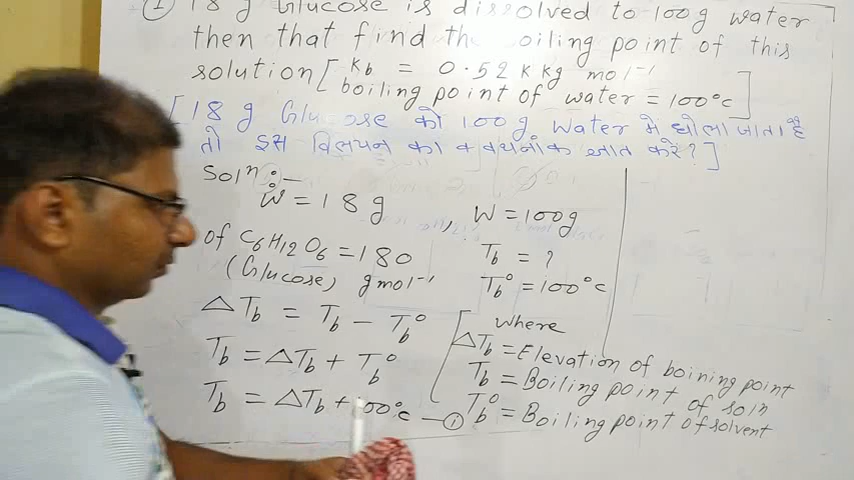 ① 18 g Glucose is dissolved to 100g water
then that find the boiling point of this
solution [ Kb = 0.52 K kg mol⁻¹
boiling point of water = 100°C ]
[ 18 g Glucose को 100g Water मे घोला जाता है
तो इस विलयन का क्वथनांक ज्ञात करे ? ]
Solⁿ :-
W = 18 g , W = 100g
of C6H12O6 = 180 Tb = ?
(Glucose) g mol⁻¹ Tb° = 100°C
ΔTb = Tb - Tb°
Tb = ΔTb + Tb°
Tb = ΔTb + 100°C —①
[ where
ΔTb = Elevation of boining point
Tb = Boiling point of soln
Tb° = Boiling point of solvent